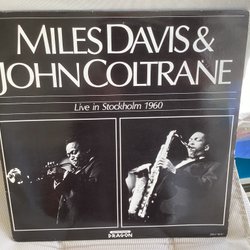 MILES DAVIS &
JOHN COLTRANE
Live in Stockholm 1960
DRAGON